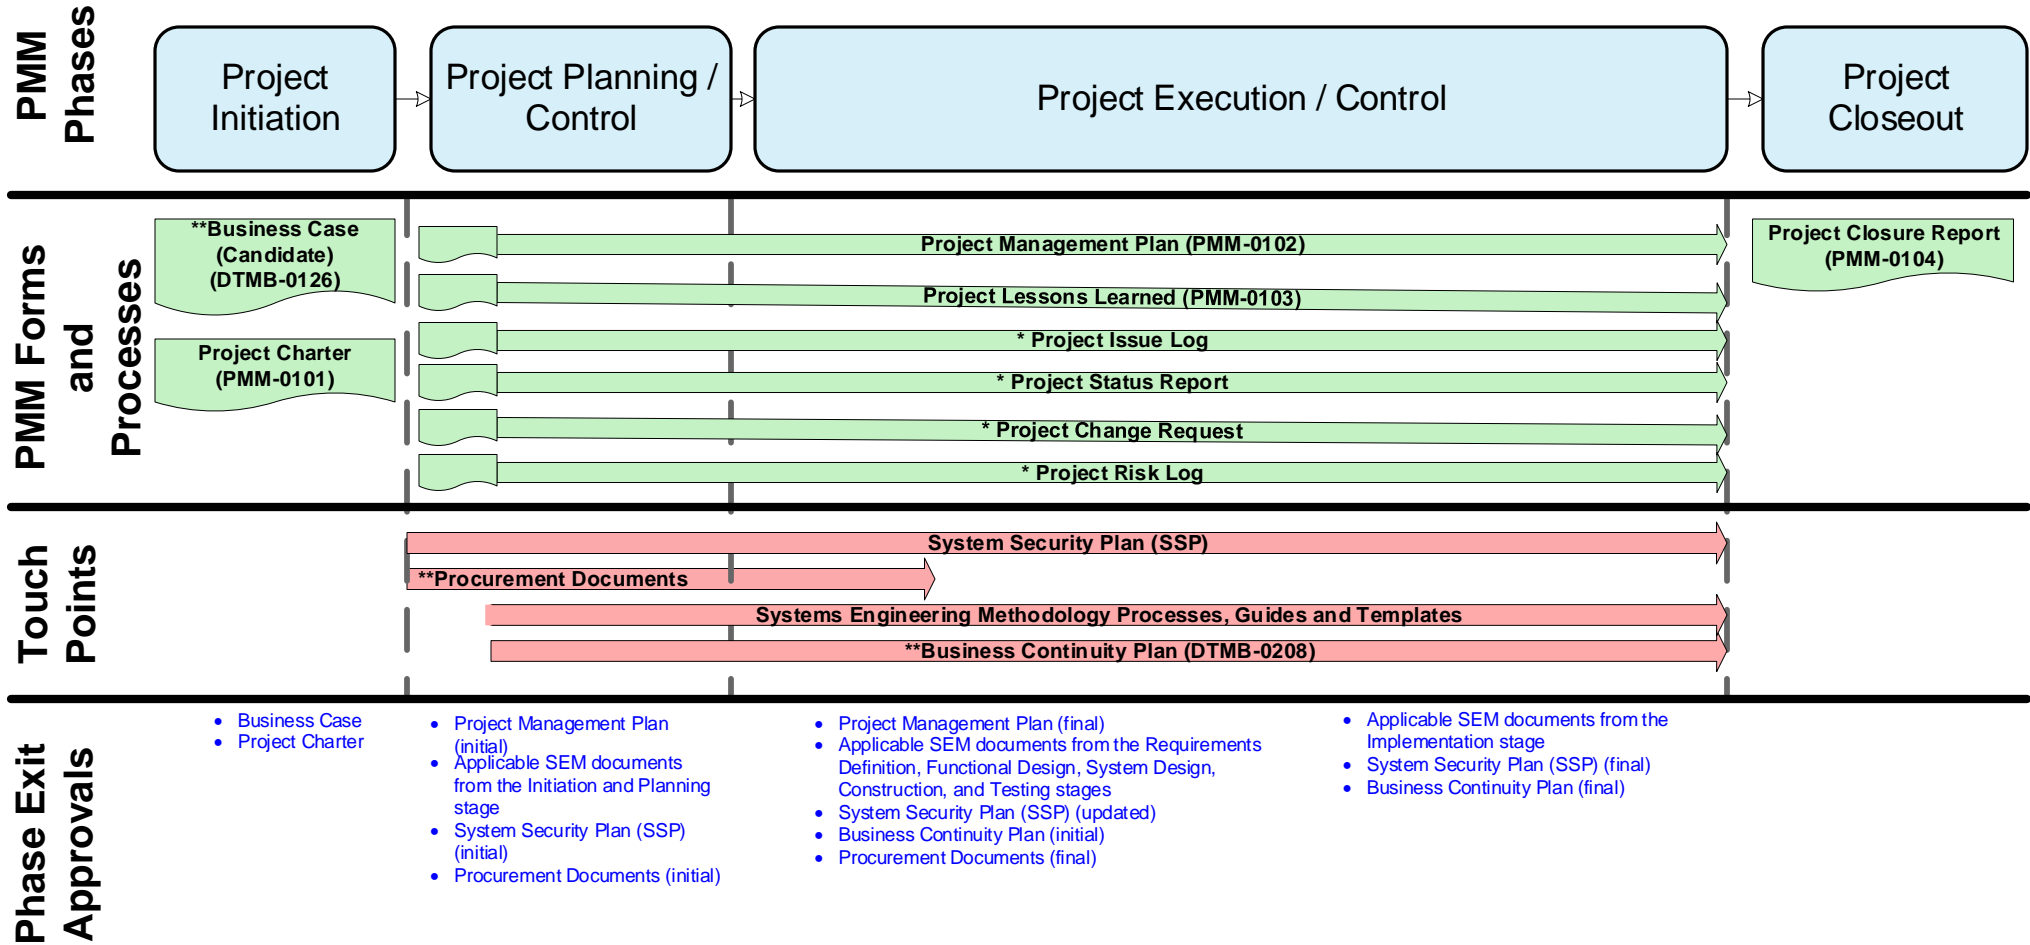 PMM
Phases
Project
Initiation
Project Planning /
Control
Project Execution / Control
Project
Closeout
PMM Forms
and
Processes
**Business Case
(Candidate)
(DTMB-0126)
Project Charter
(PMM-0101)
Project Management Plan (PMM-0102)
Project Lessons Learned (PMM-0103)
* Project Issue Log
* Project Status Report
* Project Change Request
* Project Risk Log
Project Closure Report
(PMM-0104)
Touch
Points
System Security Plan (SSP)
**Procurement Documents
Systems Engineering Methodology Processes, Guides and Templates
**Business Continuity Plan (DTMB-0208)
Phase Exit
Approvals
• Business Case
• Project Charter
• Project Management Plan
(initial)
• Applicable SEM documents
from the Initiation and Planning
stage
• System Security Plan (SSP)
(initial)
• Procurement Documents (initial)
• Project Management Plan (final)
• Applicable SEM documents from the Requirements
Definition, Functional Design, System Design,
Construction, and Testing stages
• System Security Plan (SSP) (updated)
• Business Continuity Plan (initial)
• Procurement Documents (final)
• Applicable SEM documents from the
Implementation stage
• System Security Plan (SSP) (final)
• Business Continuity Plan (final)